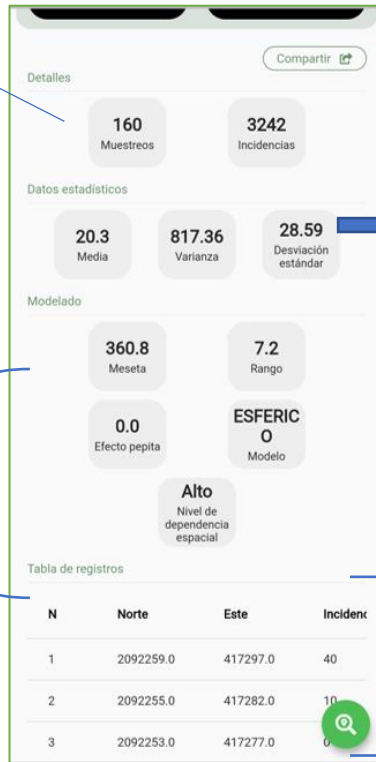 Compartir
Detalles
160
Muestreos
3242
Incidencias
Datos estadísticos
20.3
Media
817.36
Varianza
28.59
Desviación
estándar
Modelado
360.8
Meseta
7.2
Rango
0.0
Efecto pepita
ESFERIC
O
Modelo
Alto
Nivel de
dependencia
espacial
Tabla de registros
N Norte Este Incidenc
1 2092259.0 417297.0 40
2 2092255.0 417282.0 10
3 2092253.0 417277.0 0